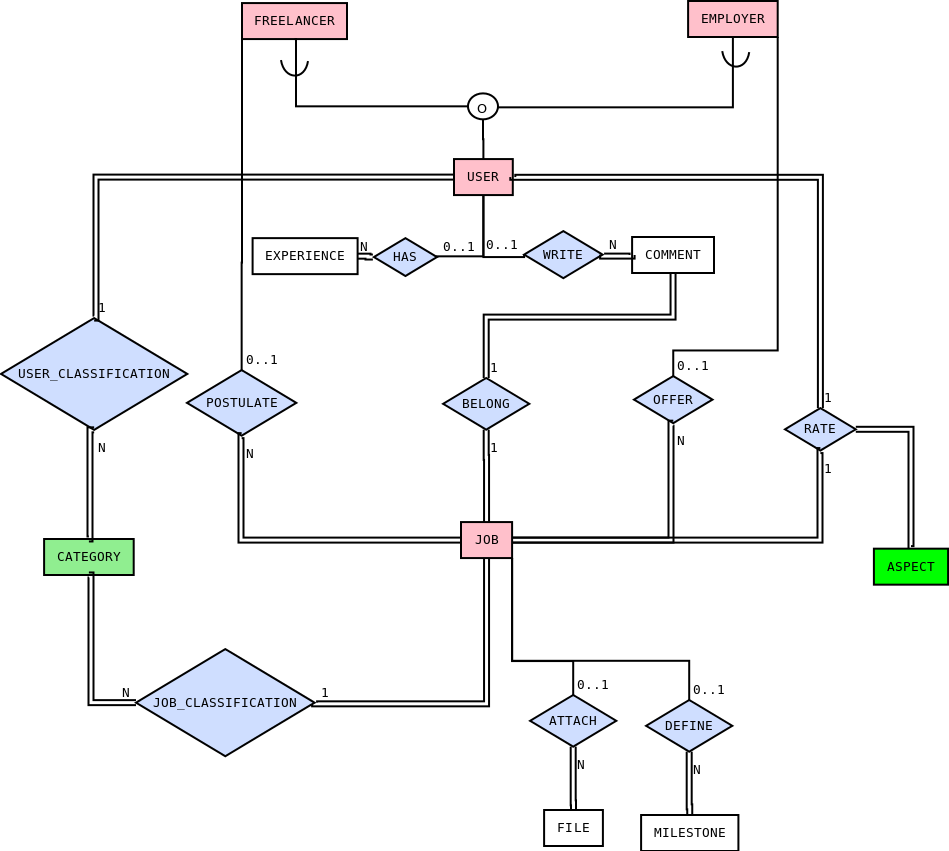 FREELANCER
EMPLOYER
O
USER
EXPERIENCE
N
HAS
0..1
0..1
WRITE
N
COMMENT
1
USER_CLASSIFICATION
N
0..1
POSTULATE
N
1
BELONG
1
0..1
OFFER
N
1
RATE
1
CATEGORY
JOB
ASPECT
N
JOB_CLASSIFICATION
1
0..1
ATTACH
N
0..1
DEFINE
N
FILE
MILESTONE